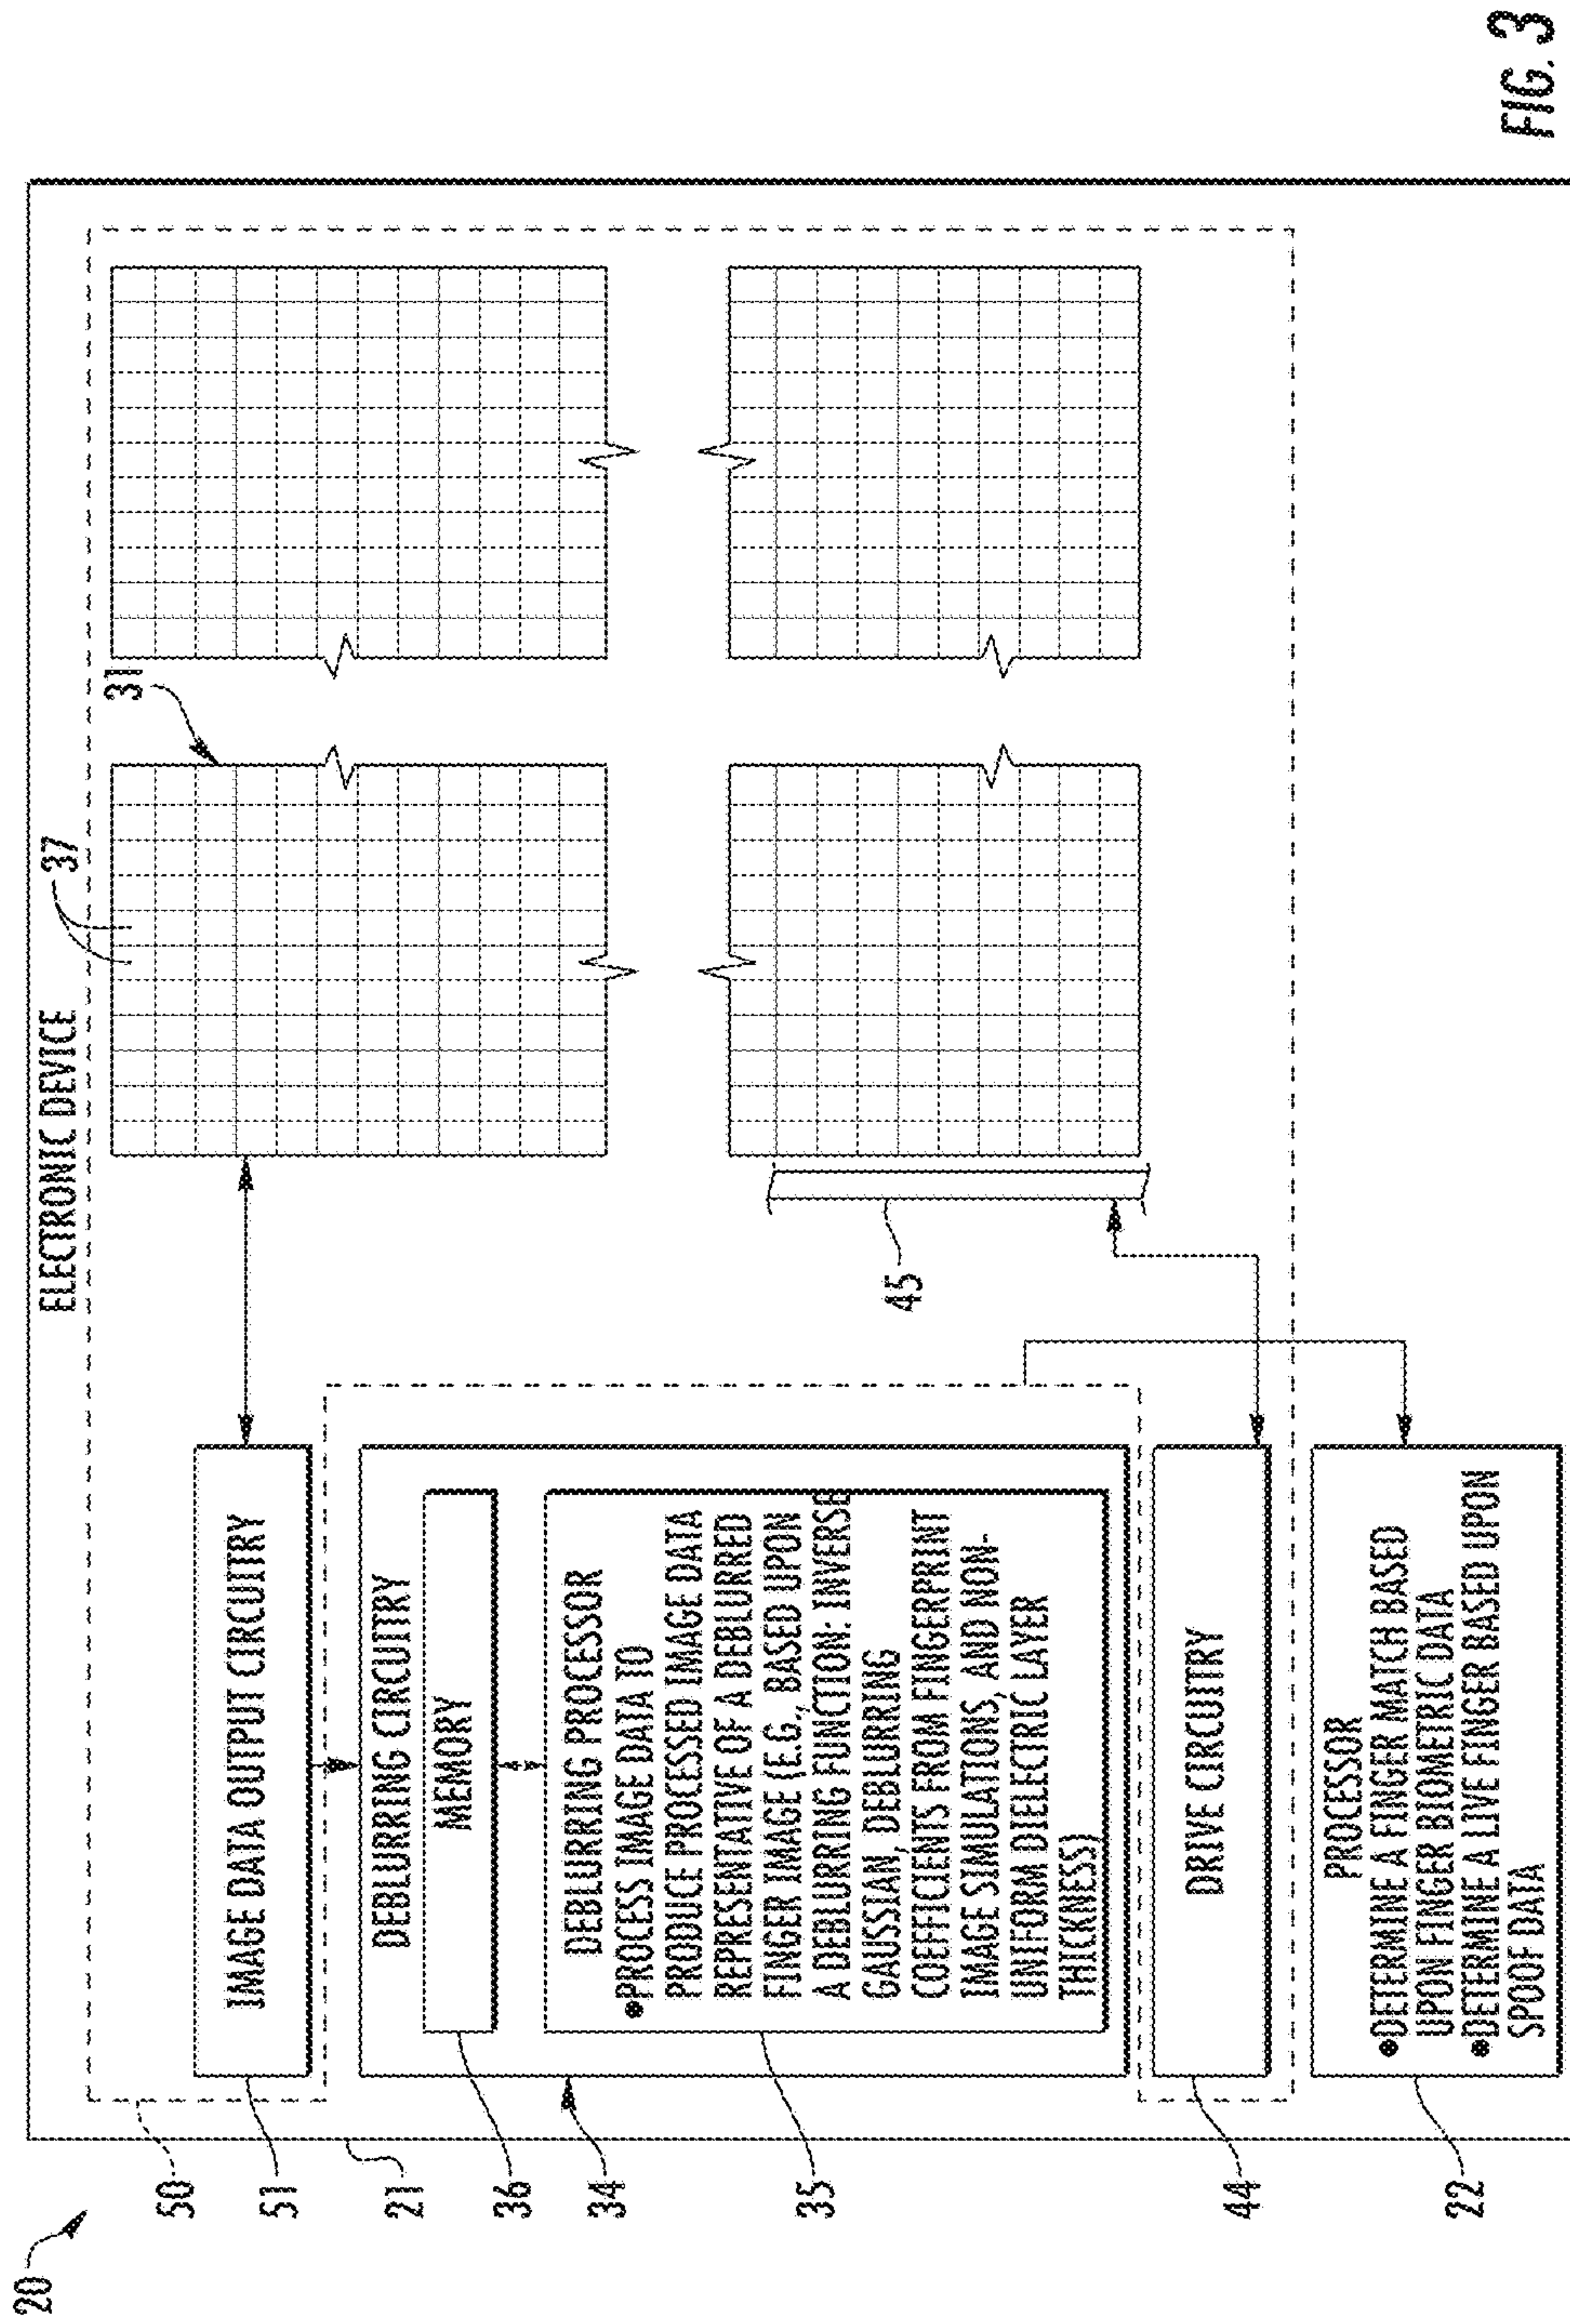 20
ELECTRONIC DEVICE
37
31
50
51
21
36
34
35
44
22
45
IMAGE DATA OUTPUT CIRCUITRY
DEBLURRING CIRCUITRY
MEMORY
DEBLURRING PROCESSOR
•PROCESS IMAGE DATA TO
PRODUCE PROCESSED IMAGE DATA
REPRESENTATIVE OF A DEBLURRED
FINGER IMAGE (E.G., BASED UPON
A DEBLURRING FUNCTION: INVERSE
GAUSSIAN, DEBLURRING
COEFFICIENTS FROM FINGERPRINT
IMAGE SIMULATIONS, AND NON-
UNIFORM DIELECTRIC LAYER
THICKNESS)
DRIVE CIRCUITRY
PROCESSOR
•DETERMINE A FINGER MATCH BASED
UPON FINGER BIOMETRIC DATA
•DETERMINE A LIVE FINGER BASED UPON
SPOOF DATA
FIG. 3